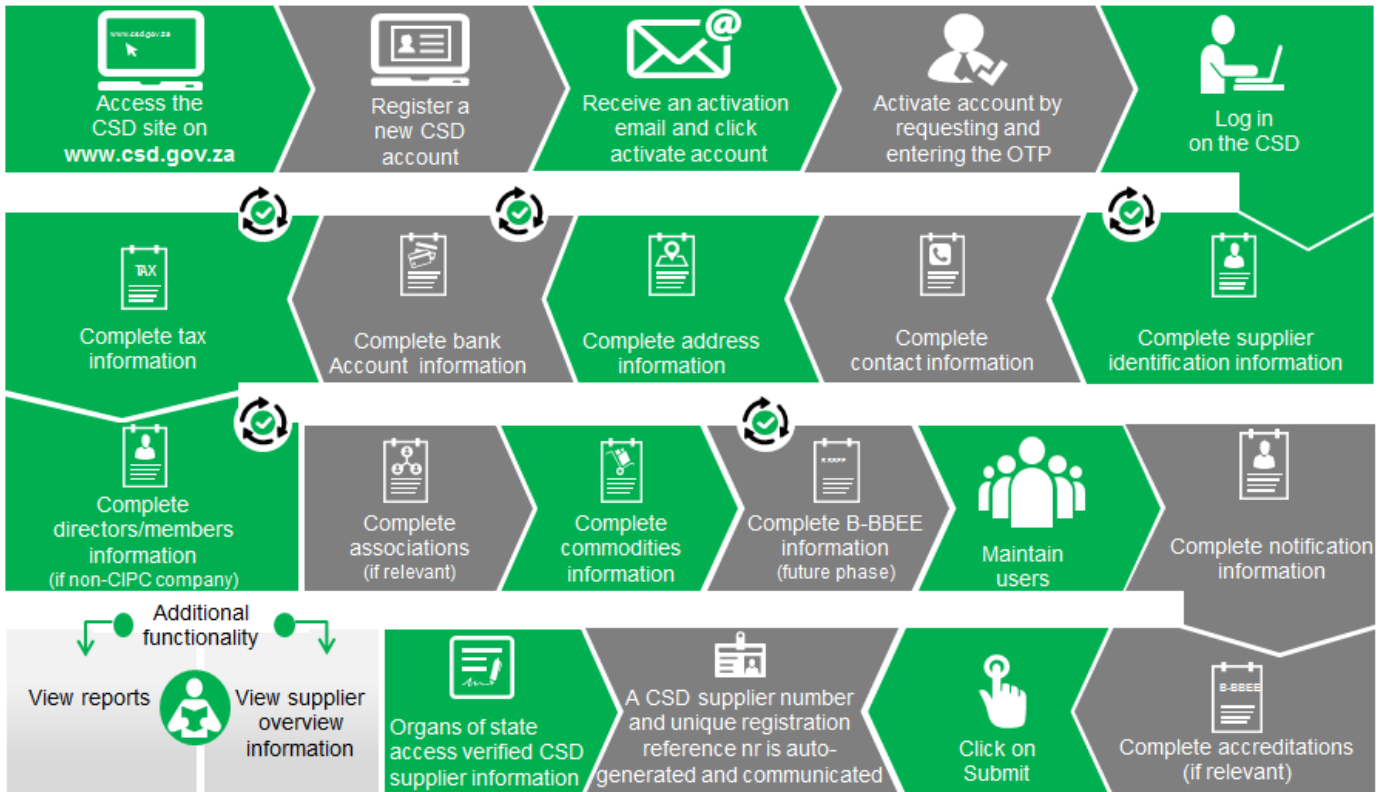 www.csd.gov.za
Access the
CSD site on
www.csd.gov.za
Register a
new CSD
account
Receive an activation
email and click
activate account
@
Activate account by
requesting and
entering the OTP
Log in
on the CSD
Complete supplier
identification information
Complete
contact information
Complete address
information
Complete bank
Account information
TAX
Complete tax
information
Complete
directors/members
information
(if non-CIPC company)
Complete
associations
(if relevant)
Complete
commodities
information
Complete B-BBEE
information
(future phase)
Maintain
users
Complete notification
information
B-BBEE
Complete accreditations
(if relevant)
Click on
Submit
A CSD supplier number
and unique registration
reference nr is auto-
generated and communicated
Organs of state
access verified CSD
supplier information
Additional
functionality
View reports
View supplier
overview
information